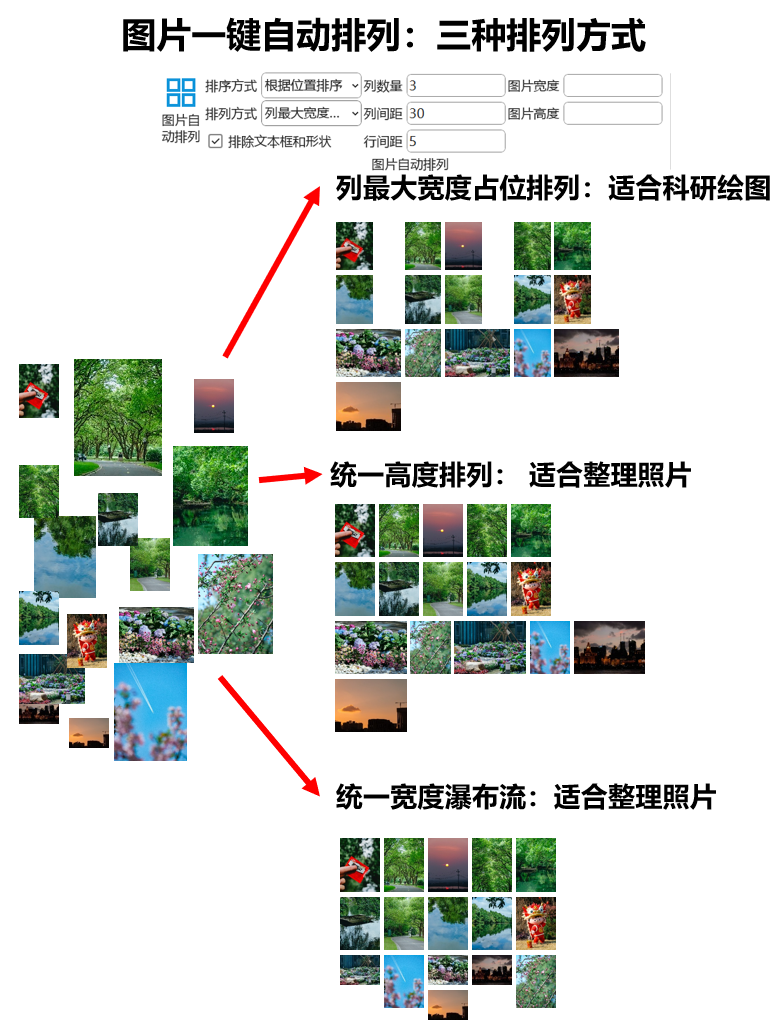 图片一键自动排列：三种排列方式
排序方式 根据位置排序 列数量 3 图片宽度
图片自动排列 排列方式 列最大宽度... 列间距 30 图片高度
排除文本框和形状 行间距 5
图片自动排列
列最大宽度占位排列：适合科研绘图
统一高度排列： 适合整理照片
统一宽度瀑布流：适合整理照片